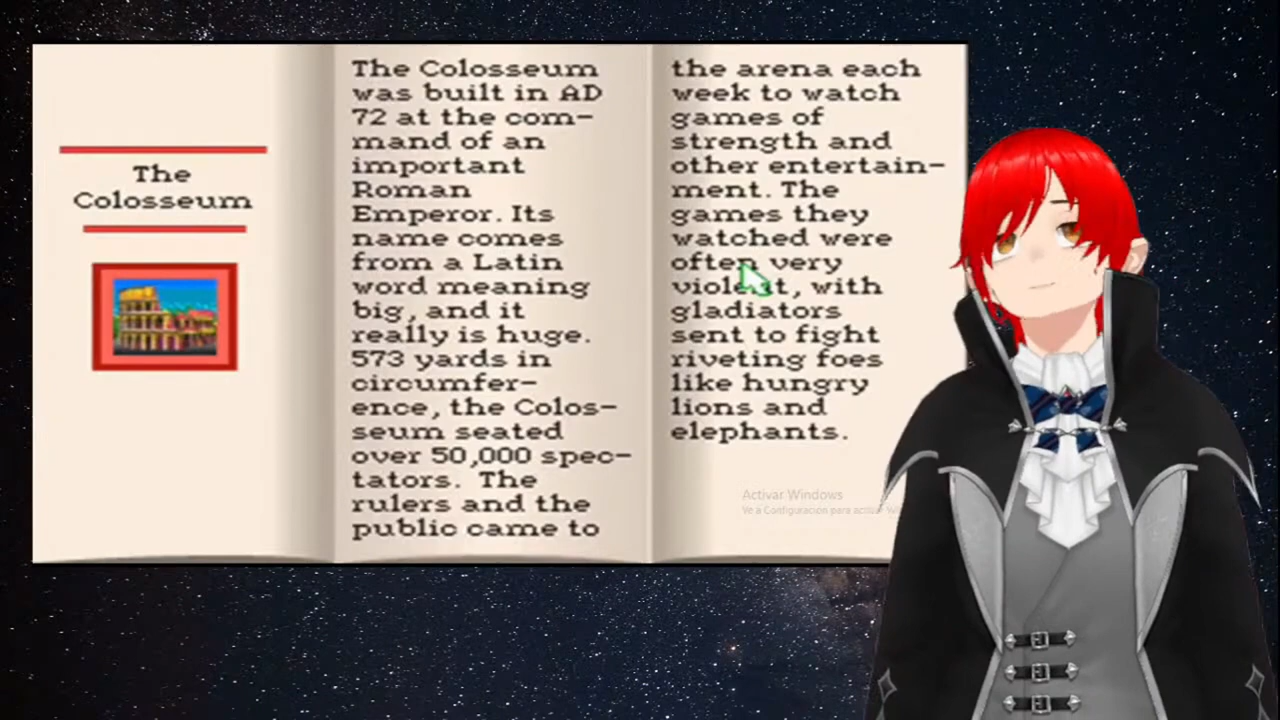 The
Colosseum
The Colosseum
was built in AD
72 at the com-
mand of an
important
Roman
Emperor. Its
name comes
from a Latin
word meaning
big, and it
really is huge.
573 yards in
circumfer-
ence, the Colos-
seum seated
over 50,000 spec-
tators. The
rulers and the
public came to
the arena each
week to watch
games of
strength and
other entertain-
ment. The
games they
watched were
often very
violent, with
gladiators
sent to fight
riveting foes
like hungry
lions and
elephants.
Activar Windows
Ve a Configuración para activar